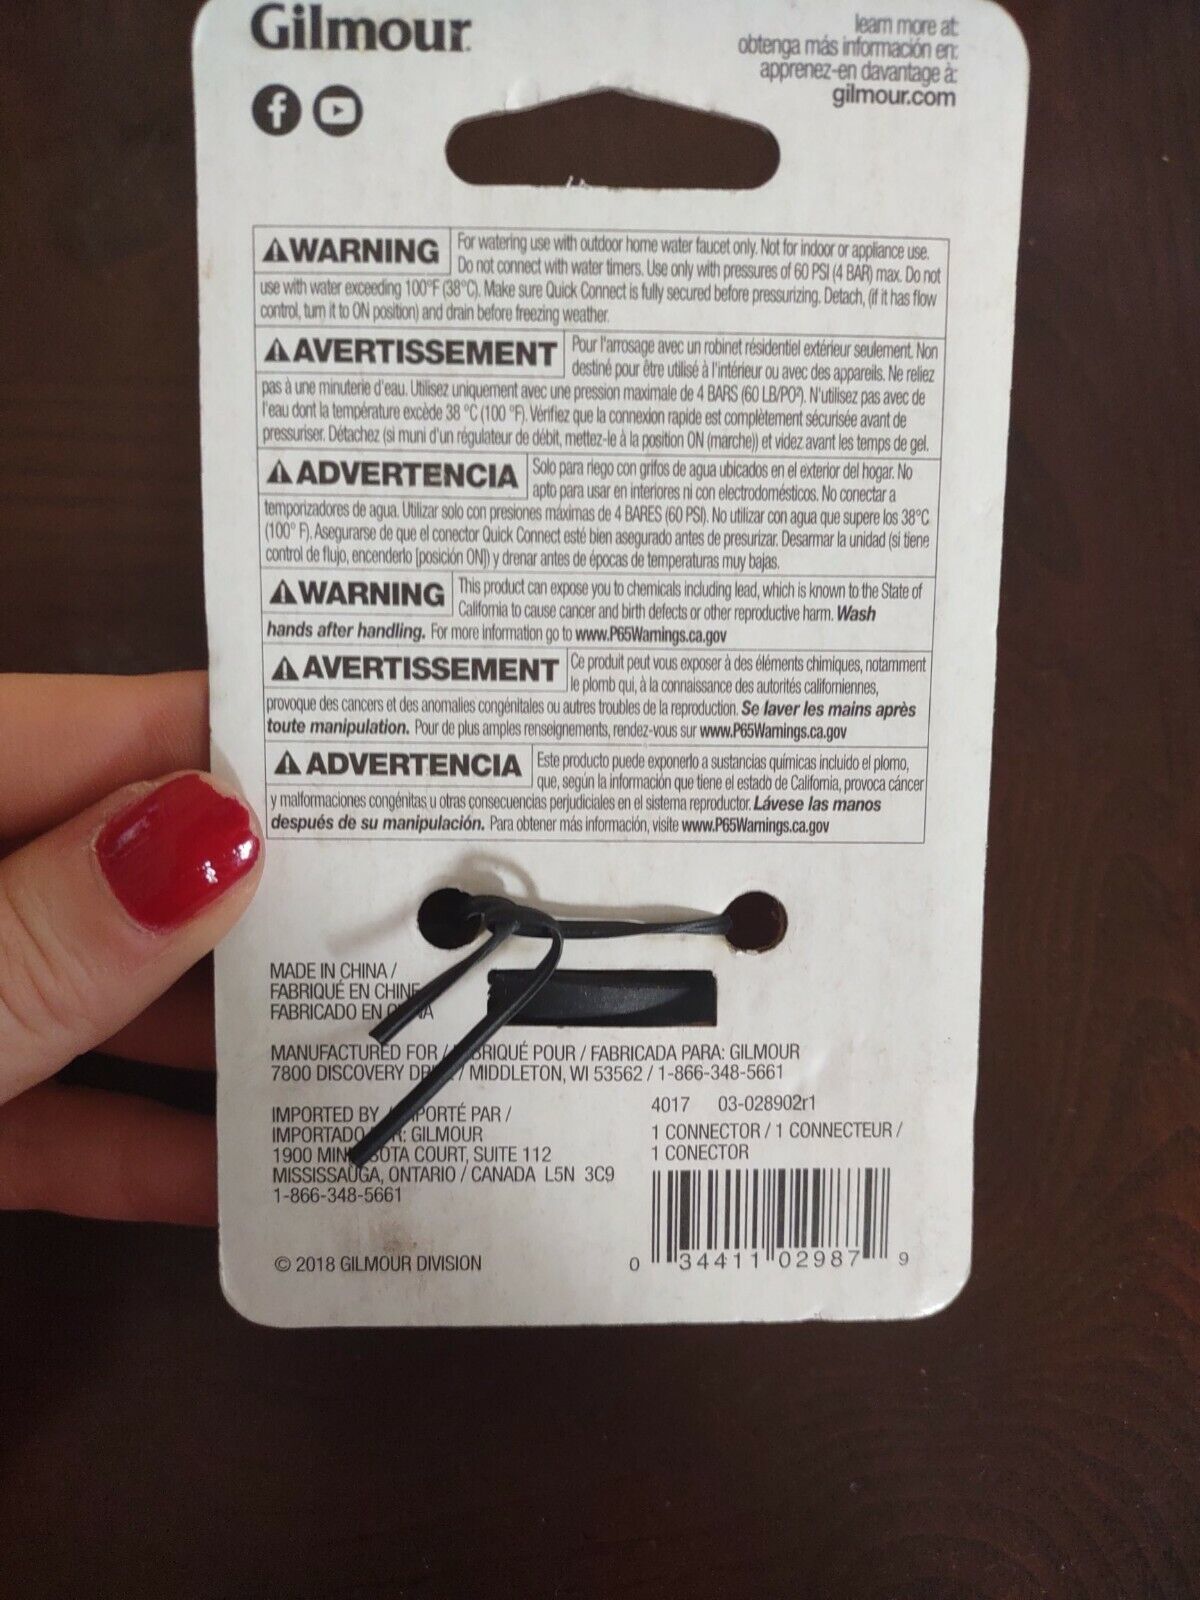 Gilmour
learn more at:
obtenga más información en:
apprenez-en davantage à:
gilmour.com
WARNING
For watering use with outdoor home water faucet only. Not for indoor or appliance use.
Do not connect with water timers. Use only with pressures of 60 PSI (4 BAR) max. Do not
use with water exceeding 100°F (38°C). Make sure Quick Connect is fully secured before pressurizing. Detach, (if it has flow
control, turn it to ON position) and drain before freezing weather.
AVERTISSEMENT
Pour l'arrosage avec un robinet résidentiel extérieur seulement. Non
destiné pour être utilisé à l'intérieur ou avec des appareils. Ne reliez
pas à une minuterie d'eau. Utilisez uniquement avec une pression maximale de 4 BARS (60 LB/PO²). N'utilisez pas avec de
l'eau dont la température excède 38 °C (100 °F). Vérifiez que la connexion rapide est complètement sécurisée avant de
pressuriser. Détachez (si muni d'un régulateur de débit, mettez-le à la position ON (marche)) et videz avant les temps de gel.
ADVERTENCIA
Solo para riego con grifos de agua ubicados en el exterior del hogar. No
apto para usar en interiores ni con electrodomésticos. No conectar a
temporizadores de agua. Utilizar solo con presiones máximas de 4 BARES (60 PSI). No utilizar con agua que supere los 38°C
(100° F). Asegurarse de que el conector Quick Connect esté bien asegurado antes de presurizar. Desarmar la unidad (si tiene
control de flujo, encenderlo [posición ON]) y drenar antes de épocas de temperaturas muy bajas.
WARNING
This product can expose you to chemicals including lead, which is known to the State of
California to cause cancer and birth defects or other reproductive harm. Wash
hands after handling. For more information go to www.P65Warnings.ca.gov
AVERTISSEMENT
Ce produit peut vous exposer à des éléments chimiques, notamment
le plomb qui, à la connaissance des autorités californiennes,
provoque des cancers et des anomalies congénitales ou autres troubles de la reproduction. Se laver les mains après
toute manipulation. Pour de plus amples renseignements, rendez-vous sur www.P65Warnings.ca.gov
ADVERTENCIA
Este producto puede exponerlo a sustancias químicas incluido el plomo,
que, según la información que tiene el estado de California, provoca cáncer
y malformaciones congénitas u otras consecuencias perjudiciales en el sistema reproductor. Lávese las manos
después de su manipulación. Para obtener más información, visite www.P65Warnings.ca.gov
MADE IN CHINA /
FABRIQUÉ EN CHINE
FABRICADO EN
MANUFACTURED FOR / / FABRICADA PARA: GILMOUR
7800 DISCOVERY / MIDDLETON, WI 53562 / 1-866-348-5661
IMPORTED BY PAR /
GILMOUR
1900 COURT, SUITE 112
MISSISSAUGA, ONTARIO / CANADA L5N 3C9
1-866-348-5661
4017 03-028902r1
1 CONNECTOR / 1 CONNECTEUR /
1 CONECTOR
0 34411 02987 9
© 2018 GILMOUR DIVISION